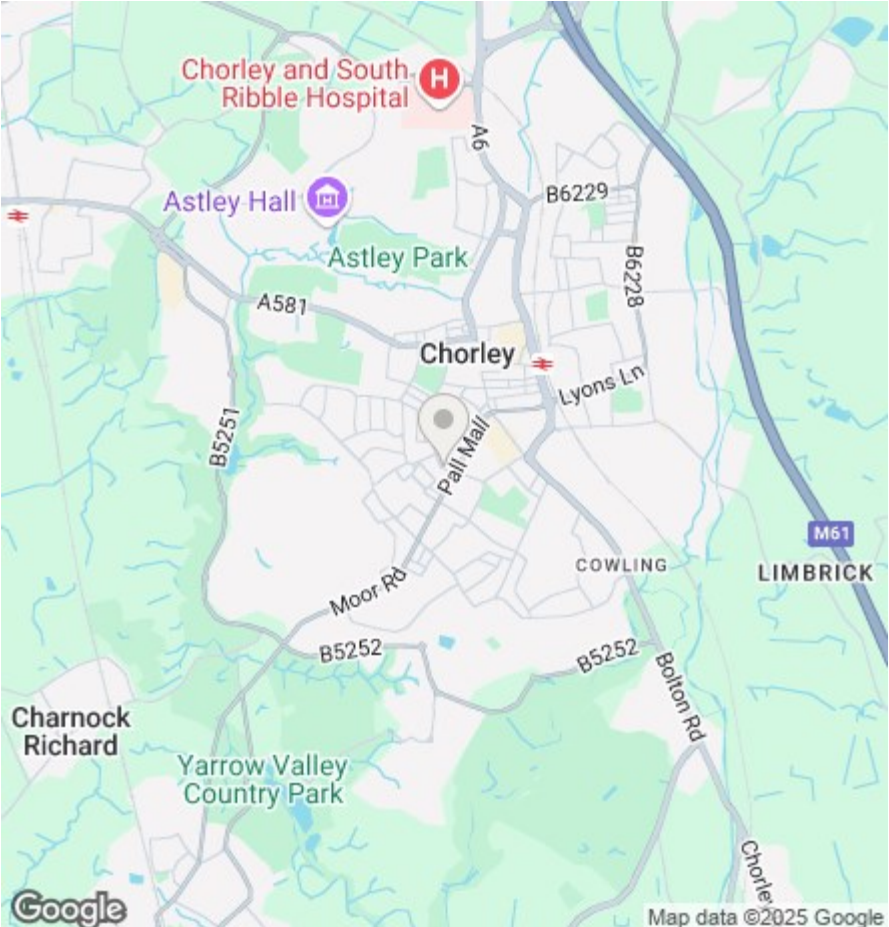 Chorley and South
Ribble Hospital
H
A6
B6229
Astley Hall
Astley Park
B6228
A581
Chorley
Lyons Ln
B5251
Pall Mall
M61
COWLING
LIMBRICK
Moor Rd
B5252
B5252
Bolton Rd
Charnock
Richard
Yarrow Valley
Country Park
Chorley
Google
Map data ©2025 Google